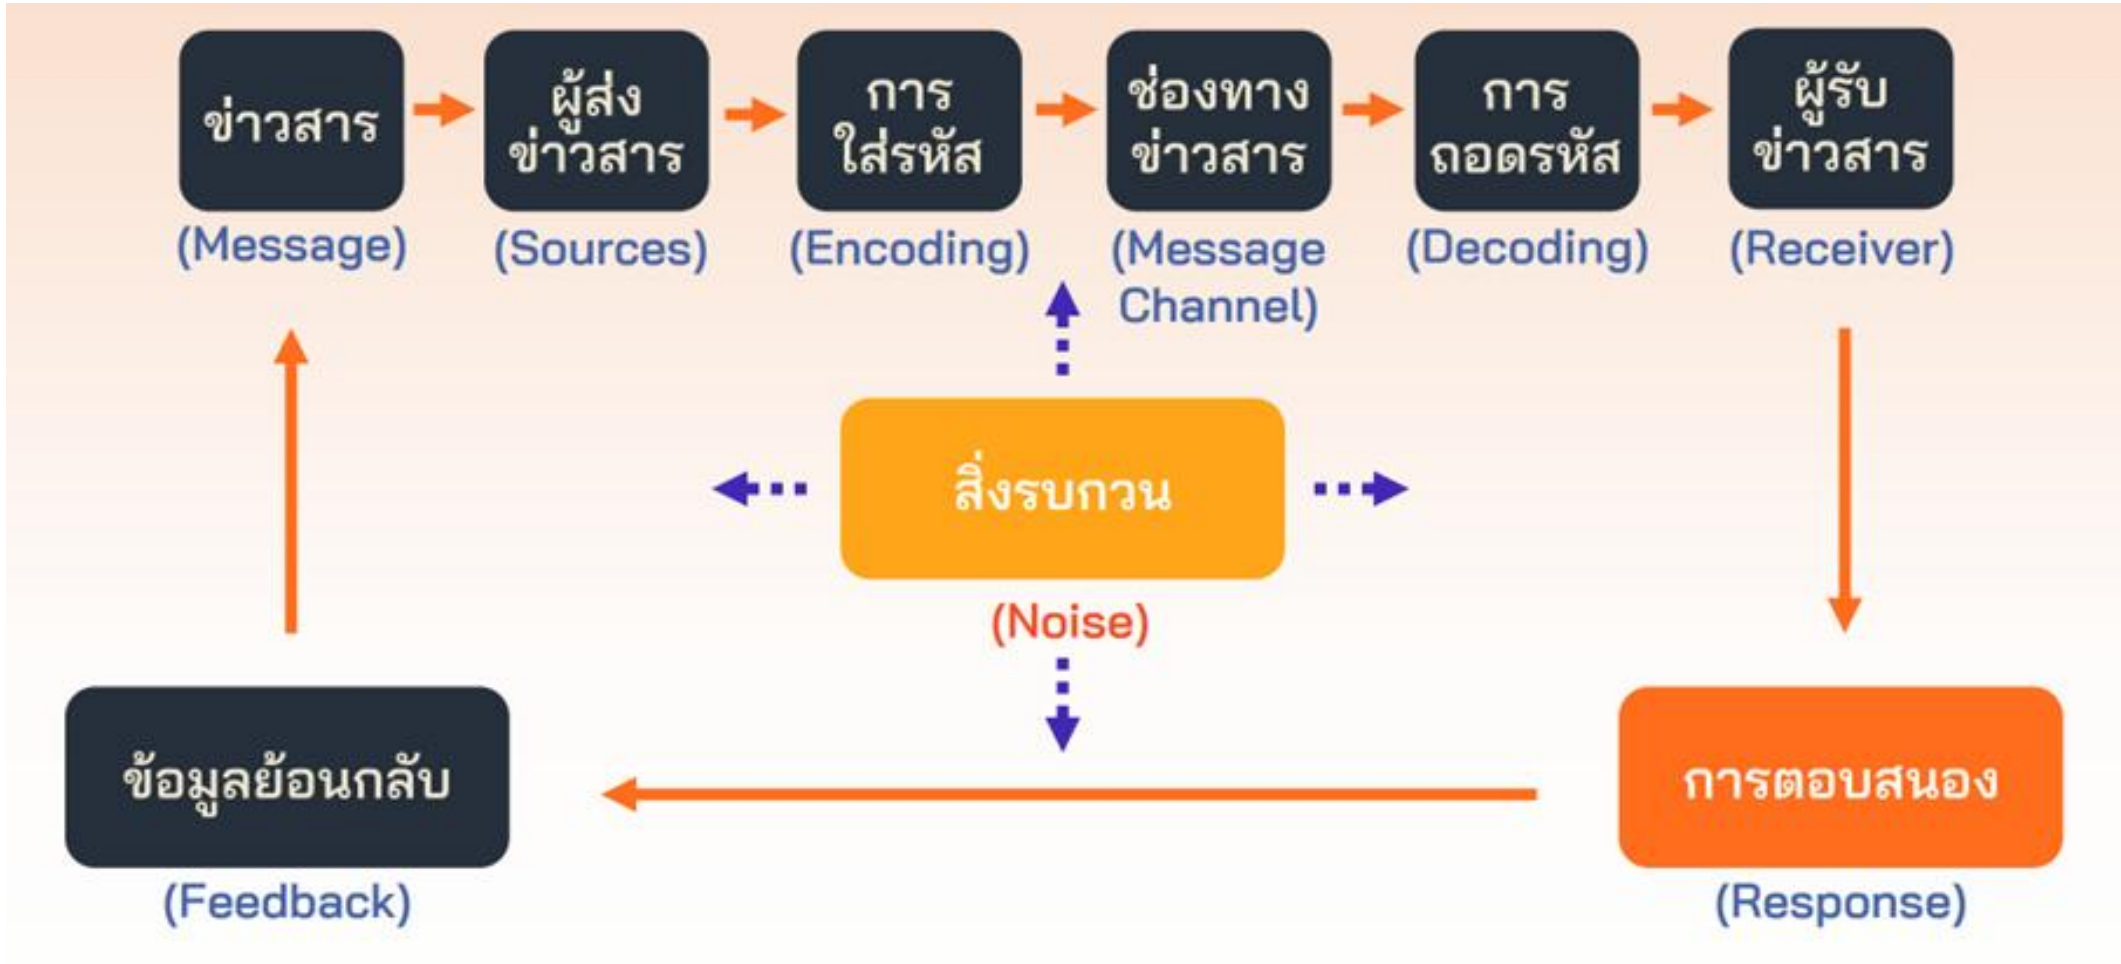 ข่าวสาร
(Message)
ผู้ส่ง
ข่าวสาร
(Sources)
การ
ใส่รหัส
(Encoding)
ช่องทาง
ข่าวสาร
(Message
Channel)
การ
ถอดรหัส
(Decoding)
ผู้รับ
ข่าวสาร
(Receiver)
สิ่งรบกวน
(Noise)
ข้อมูลย้อนกลับ
(Feedback)
การตอบสนอง
(Response)